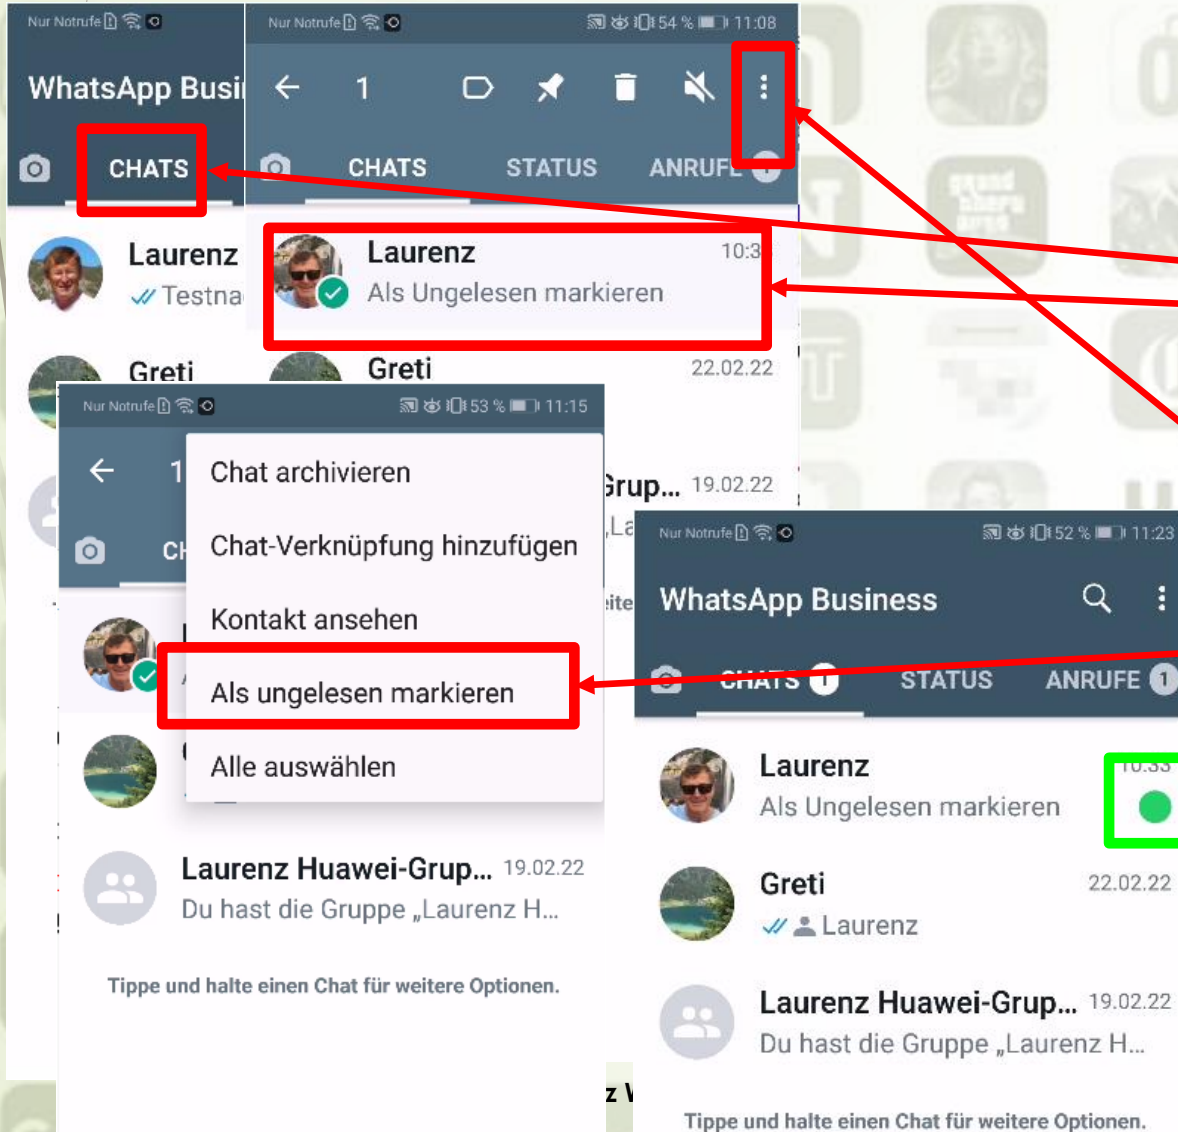 Nur Notrufe
WhatsApp Busi
CHATS
Laurenz
Testna
Greti
Nur Notrufe 54 % 11:08
1
CHATS STATUS ANRUFE
Laurenz 10:3
Als Ungelesen markieren
Greti 22.02.22
Grup... 19.02.22
Nur Notrufe 53 % 11:15
1
Chat archivieren
Chat-Verknüpfung hinzufügen
Kontakt ansehen
Als ungelesen markieren
Alle auswählen
Laurenz Huawei-Grup... 19.02.22
Du hast die Gruppe „Laurenz H...
Tippe und halte einen Chat für weitere Optionen.
Nur Notrufe 52 % 11:23
WhatsApp Business
CHATS 1 STATUS ANRUFE 1
Laurenz 10:33
Als Ungelesen markieren
Greti 22.02.22
Laurenz
Laurenz Huawei-Grup... 19.02.22
Du hast die Gruppe „Laurenz H...
Tippe und halte einen Chat für weitere Optionen.